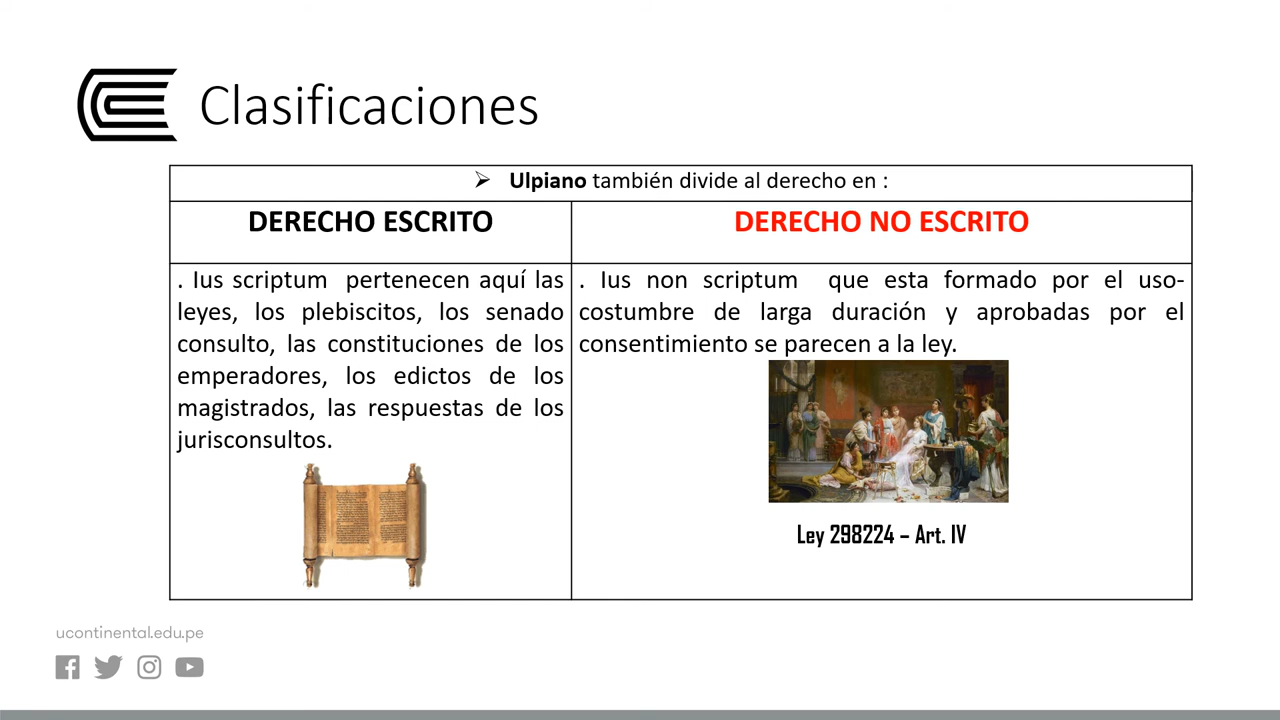 Clasificaciones
➢ Ulpiano también divide al derecho en :
DERECHO ESCRITO
DERECHO NO ESCRITO
. Ius scriptum pertenecen aquí las
leyes, los plebiscitos, los senado
consulto, las constituciones de los
emperadores, los edictos de los
magistrados, las respuestas de los
jurisconsultos.
. Ius non scriptum que esta formado por el uso-
costumbre de larga duración y aprobadas por el
consentimiento se parecen a la ley.
Ley 298224 – Art. IV
ucontinental.edu.pe